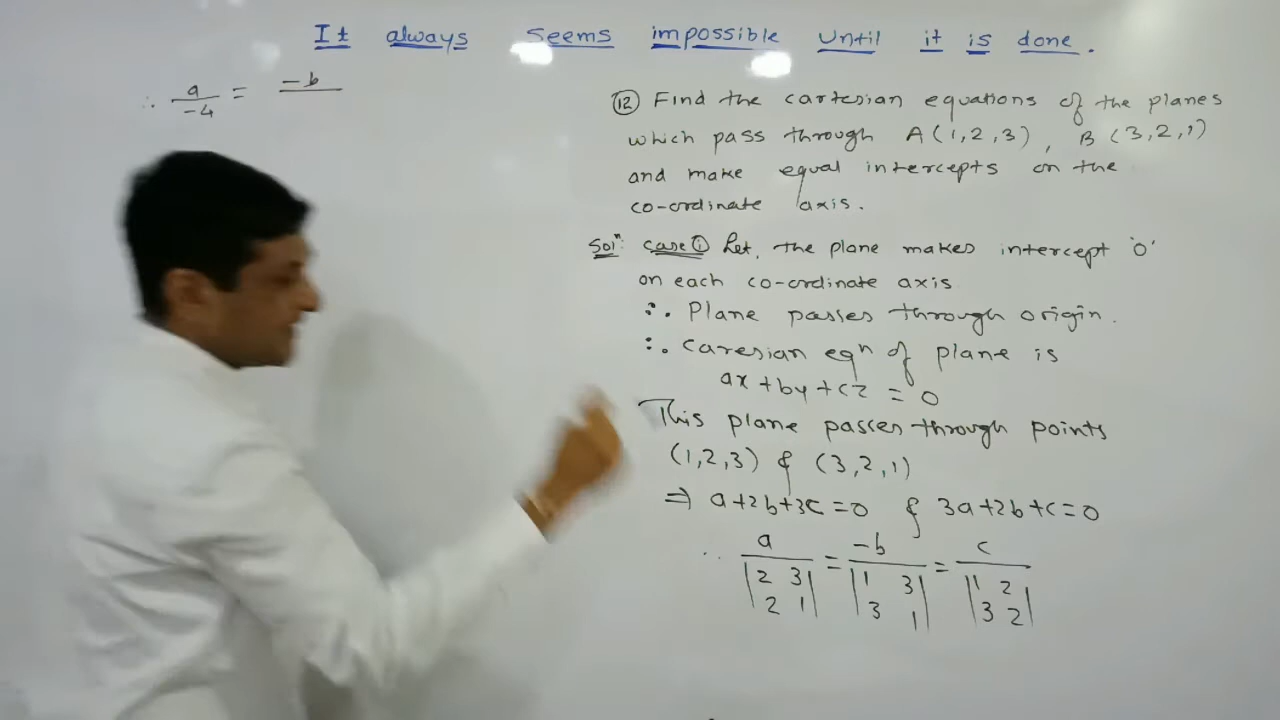 It always seems impossible until it is done.
∴ a/-4 = -b/
⑫ Find the cartesian equations of the planes
which pass through A(1,2,3), B(3,2,1)
and make equal intercepts on the
co-ordinate axis.
Solⁿ: case ① Let, the plane makes intercept 'O'
on each co-ordinate axis
∴ Plane passes through origin.
∴ Caresian eqⁿ of plane is
ax + by + cz = 0
This plane passes through points
(1,2,3) & (3,2,1)
⇒ a+2b+3c=0 & 3a+2b+c=0
∴ a/|2 3; 2 1| = -b/|1 3; 3 1| = c/|1 2; 3 2|